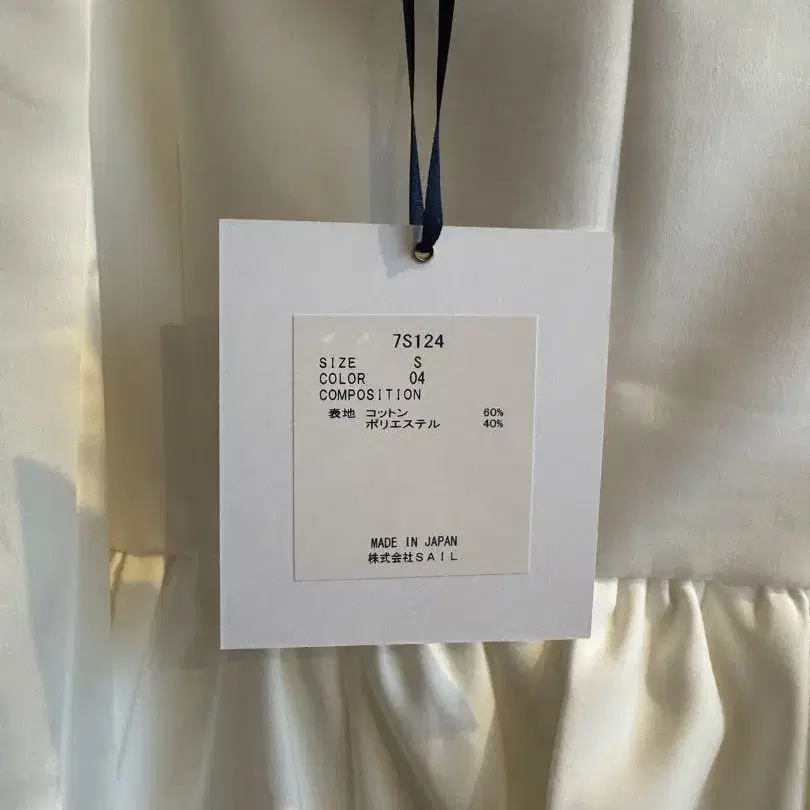 7S124
SIZE S
COLOR 04
COMPOSITION
表地 コットン 60%
ポリエステル 40%
MADE IN JAPAN
株式会社SAIL